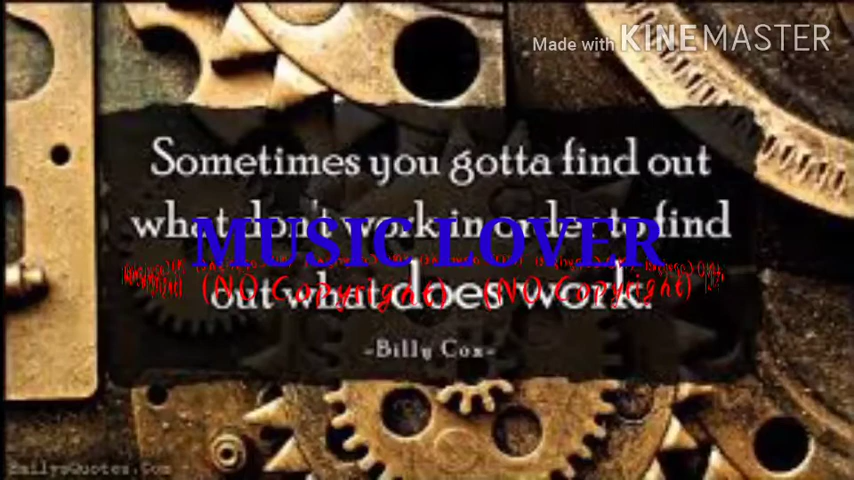 Made with KINEMASTER
Sometimes you gotta find out
what don't work in order to find
MUSIC LOVER
out what does work.
(NO Copyright) (NO Copyright)
-Billy Cox-
EmilysQuotes.Com